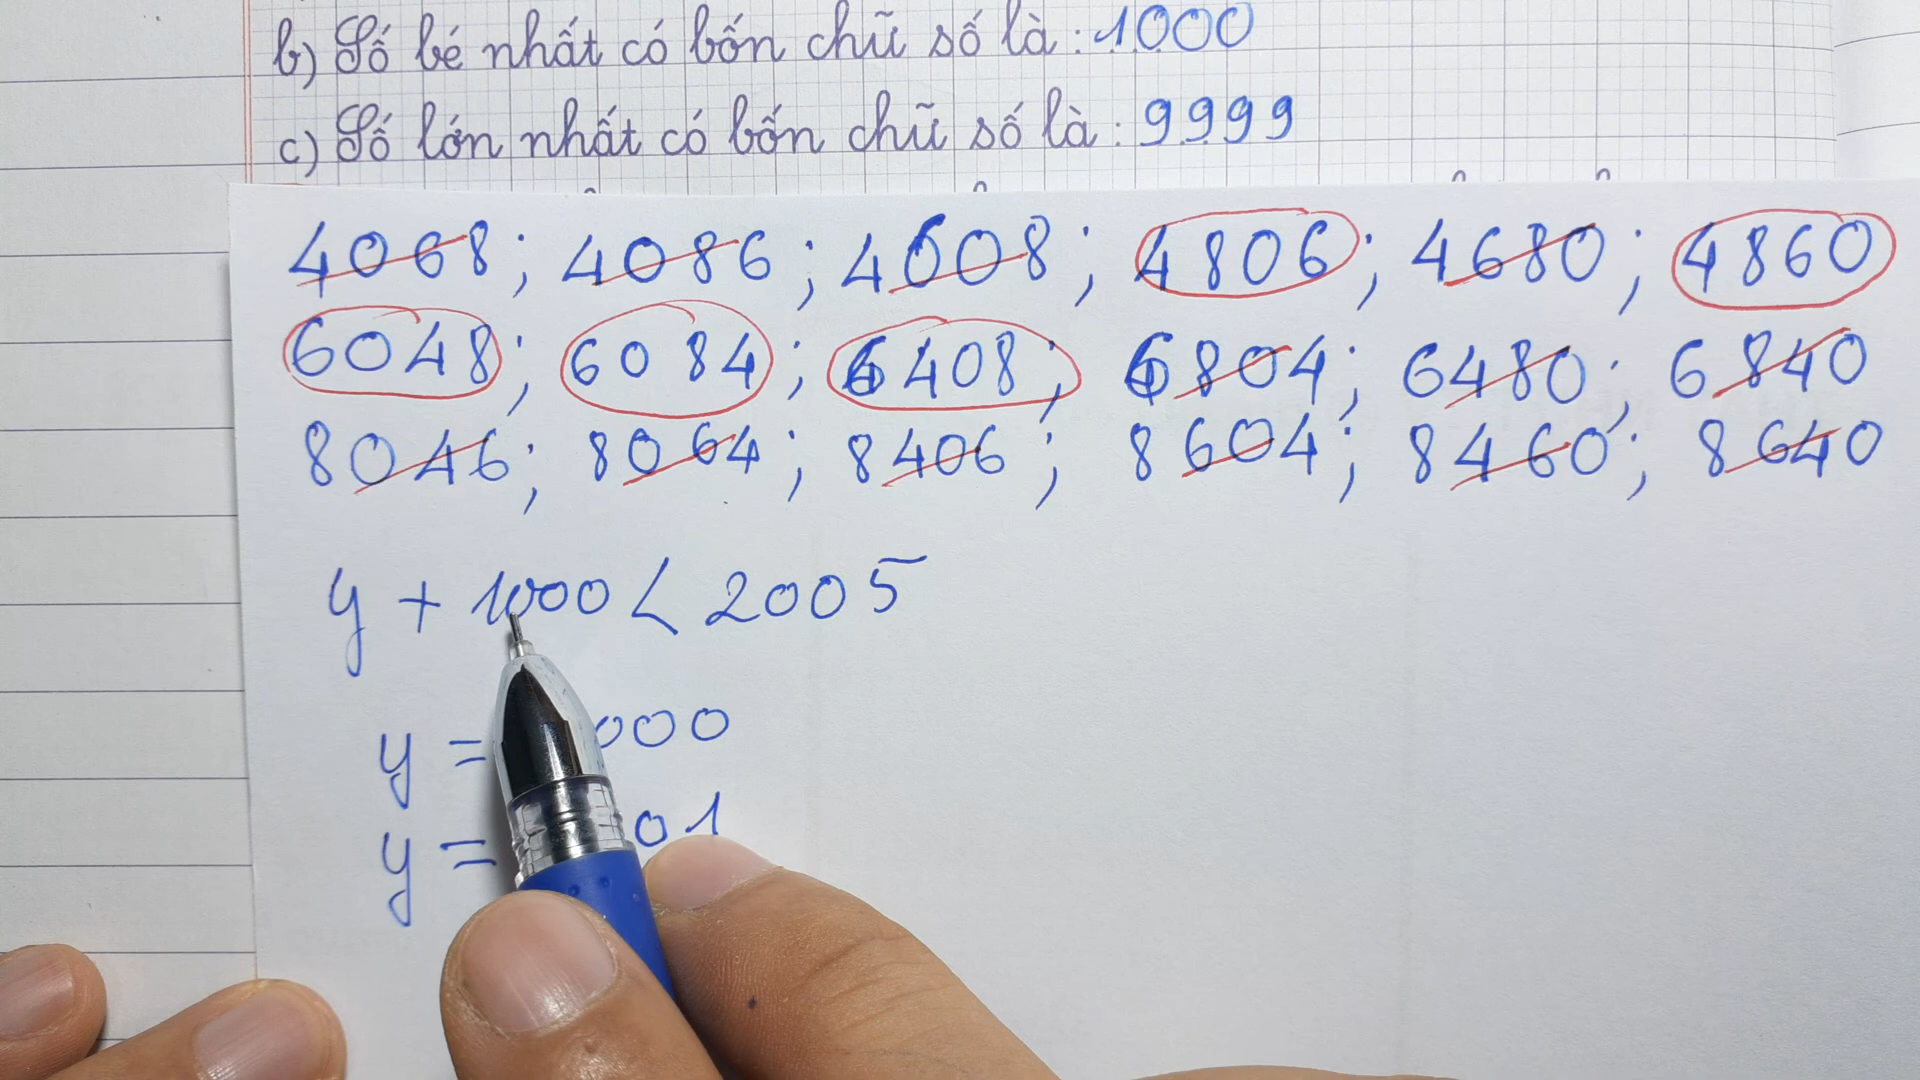 b) Số bé nhất có bốn chữ số là: 1000
c) Số lớn nhất có bốn chữ số là: 9999
4068; 4086; 4608; 4806; 4680; 4860
6048; 6084; 6408; 6804; 6480; 6840
8046; 8064; 8406; 8604; 8460; 8640
y + 1000 < 2005
y = 000
y = 01